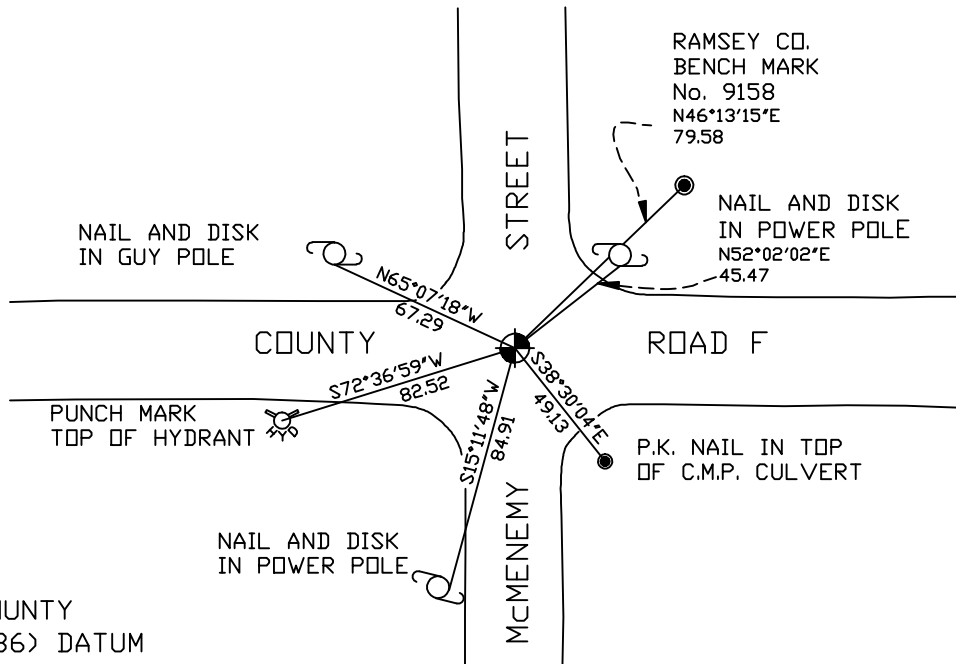 RAMSEY CO.
BENCH MARK
No. 9158
N46°13'15"E
79.58
NAIL AND DISK
IN POWER POLE
N52°02'02"E
45.47
NAIL AND DISK
IN GUY POLE
N65°07'18"W
67.29
STREET
COUNTY
ROAD F
S72°36'59"W
82.52
PUNCH MARK
TOP OF HYDRANT
HYD
S38°30'04"E
49.13
P.K. NAIL IN TOP
OF C.M.P. CULVERT
S15°11'48"W
84.91
McMENEMY
NAIL AND DISK
IN POWER POLE
UNTY
86) DATUM